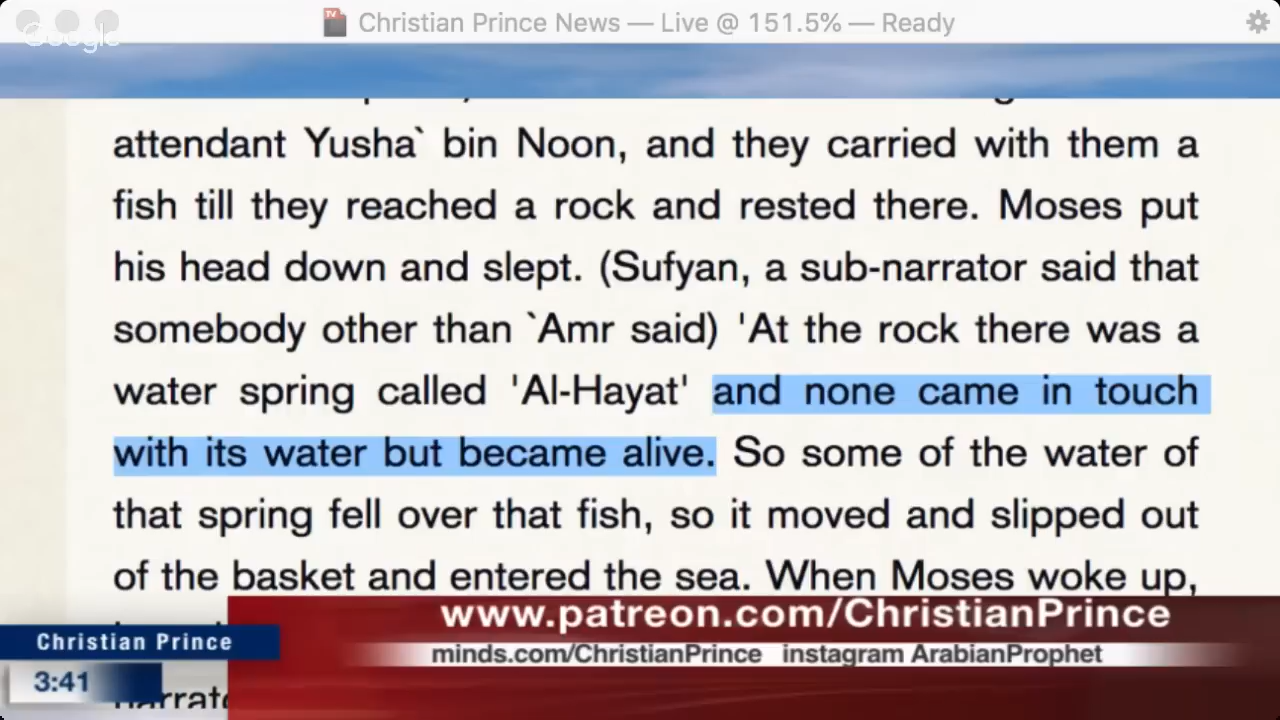 Christian Prince News — Live @ 151.5% — Ready
Google
attendant Yusha` bin Noon, and they carried with them a
fish till they reached a rock and rested there. Moses put
his head down and slept. (Sufyan, a sub-narrator said that
somebody other than `Amr said) 'At the rock there was a
water spring called 'Al-Hayat' and none came in touch
with its water but became alive. So some of the water of
that spring fell over that fish, so it moved and slipped out
of the basket and entered the sea. When Moses woke up,
www.patreon.com/ChristianPrince
Christian Prince
minds.com/ChristianPrince instagram ArabianProphet
3:41